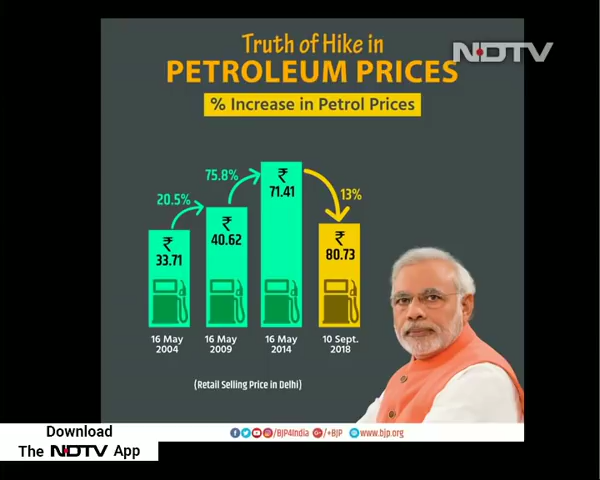 Truth of Hike in
NDTV
PETROLEUM PRICES
% Increase in Petrol Prices
20.5%
75.8%
13%
₹
33.71
₹
40.62
₹
71.41
₹
80.73
16 May
2004
16 May
2009
16 May
2014
10 Sept.
2018
(Retail Selling Price in Delhi)
/BJP4India /+BJP www.bjp.org
Download
The NDTV App